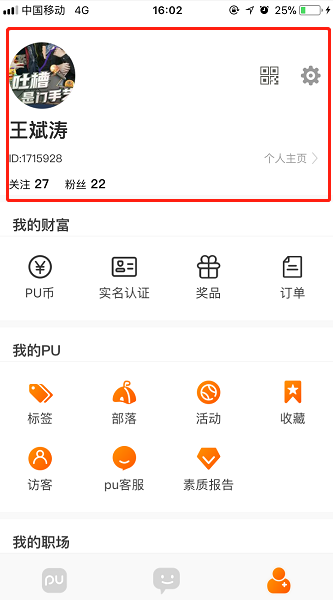 中国移动 4G 16:02 25%
吐槽
是门手艺
王斌涛
ID:1715928 个人主页
关注 27 粉丝 22
我的财富
PU币 实名认证 奖品 订单
我的PU
标签 部落 活动 收藏
访客 pu客服 素质报告
我的职场
pu